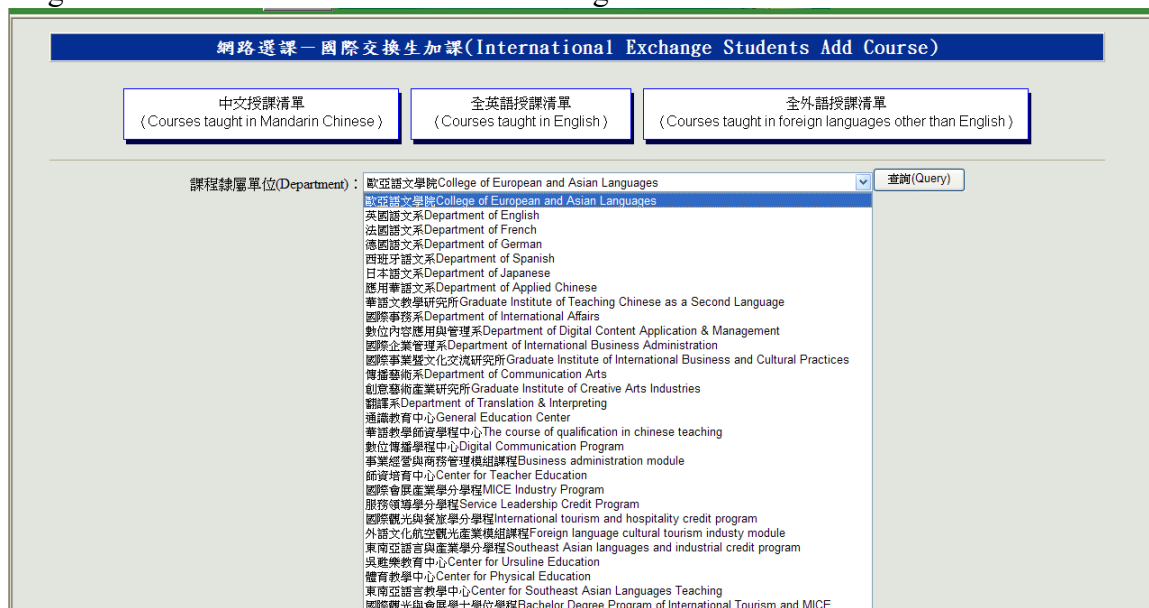 網路選課－國際交換生加課(International Exchange Students Add Course)
中文授課清單
(Courses taught in Mandarin Chinese)
全英語授課清單
(Courses taught in English)
全外語授課清單
(Courses taught in foreign languages other than English)
課程隸屬單位(Department)：歐亞語文學院College of European and Asian Languages 查詢(Query)
歐亞語文學院College of European and Asian Languages
英國語文系Department of English
法國語文系Department of French
德國語文系Department of German
西班牙語文系Department of Spanish
日本語文系Department of Japanese
應用華語文系Department of Applied Chinese
華語文教學研究所Graduate Institute of Teaching Chinese as a Second Language
國際事務系Department of International Affairs
數位內容應用與管理系Department of Digital Content Application & Management
國際企業管理系Department of International Business Administration
國際事業暨文化交流研究所Graduate Institute of International Business and Cultural Practices
傳播藝術系Department of Communication Arts
創意藝術產業研究所Graduate Institute of Creative Arts Industries
翻譯系Department of Translation & Interpreting
通識教育中心General Education Center
華語教學師資學程中心The course of qualification in chinese teaching
數位傳播學程中心Digital Communication Program
事業經營與商務管理模組課程Business administration module
師資培育中心Center for Teacher Education
國際會展產業學分學程MICE Industry Program
服務領導學分學程Service Leadership Credit Program
國際觀光與餐旅學分學程International tourism and hospitality credit program
外語文化航空觀光產業模組課程Foreign language cultural tourism industy module
東南亞語言與產業學分學程Southeast Asian languages and industrial credit program
吳甦樂教育中心Center for Ursuline Education
體育教學中心Center for Physical Education
東南亞語言教學中心Center for Southeast Asian Languages Teaching
國際觀光與會展學士學位學程Bachelor Degree Program of International Tourism and MICE